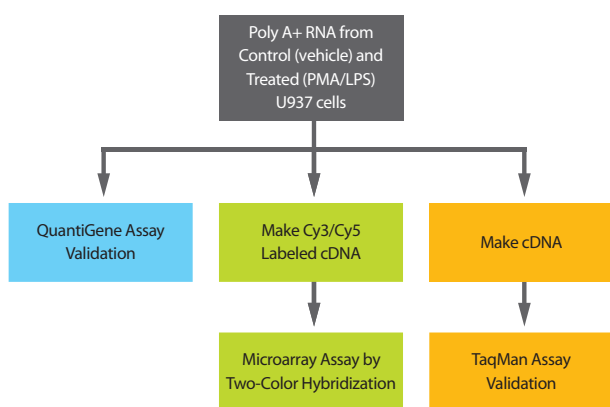 Poly A+ RNA from
Control (vehicle) and
Treated (PMA/LPS)
U937 cells
QuantiGene Assay
Validation
Make Cy3/Cy5
Labeled cDNA
Make cDNA
Microarray Assay by
Two-Color Hybridization
TaqMan Assay
Validation